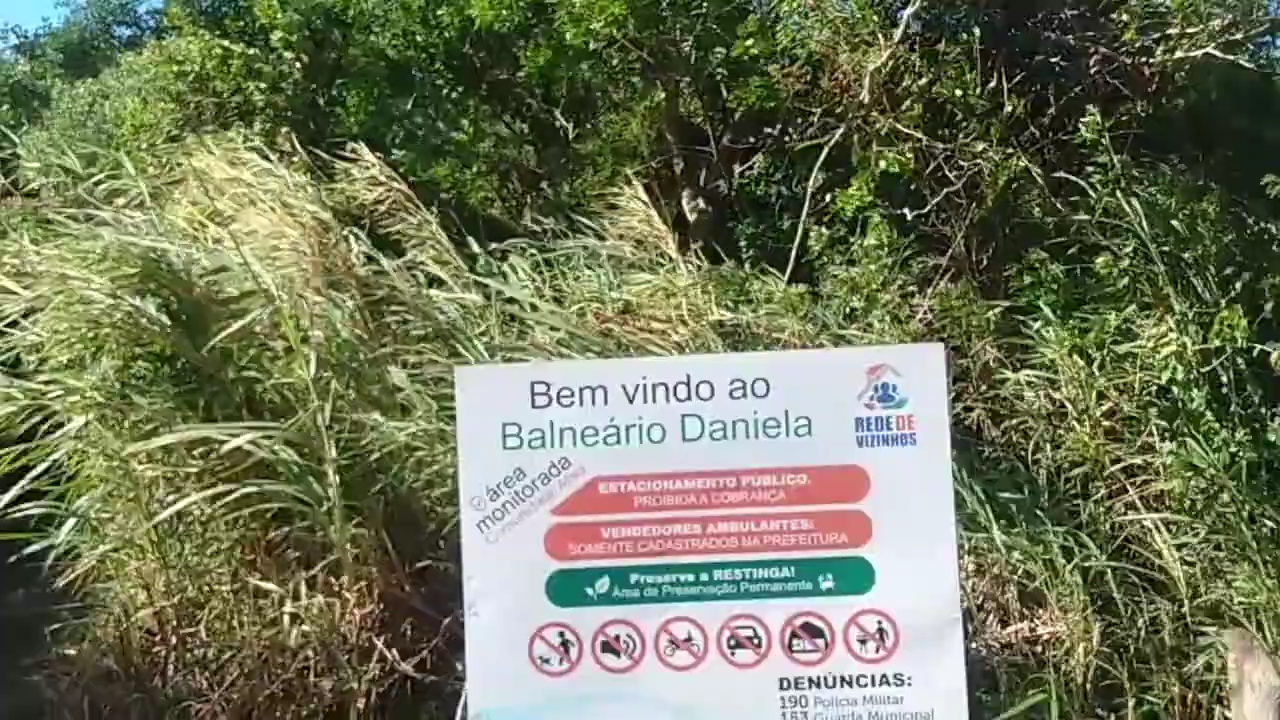 Bem vindo ao
Balneário Daniela
REDE DE
VIZINHOS
área
monitorada
ESTACIONAMENTO PÚBLICO.
PROIBIDA A COBRANÇA
VENDEDORES AMBULANTES:
SOMENTE CADASTRADOS NA PREFEITURA
Preserve a RESTINGA!
Área de Preservação Permanente
DENÚNCIAS:
190 Polícia Militar
153 Guarda Municipal